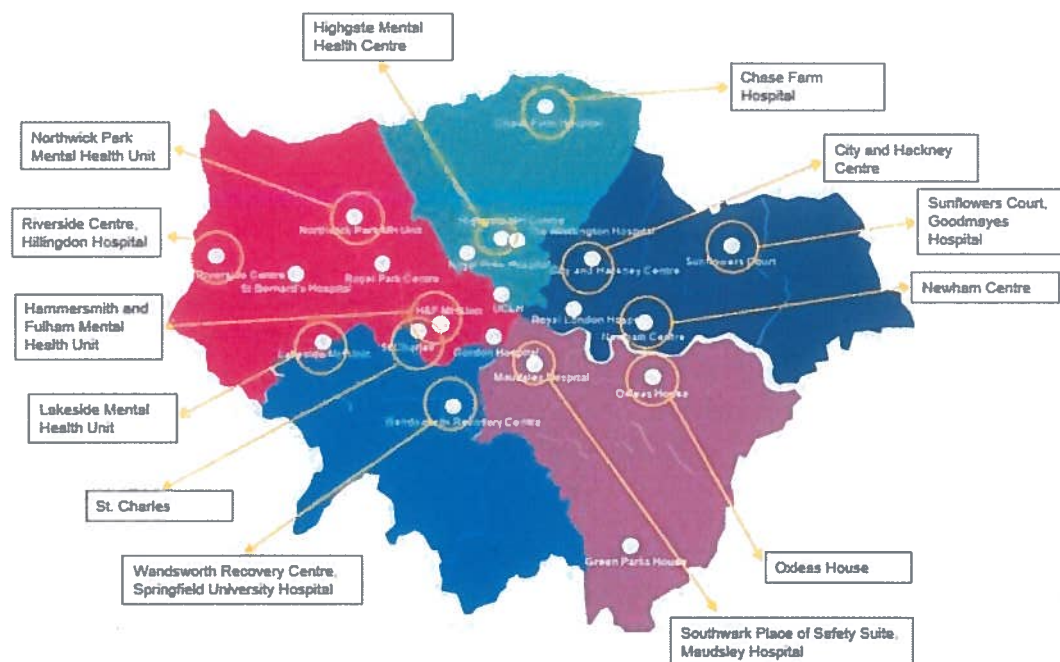 Highgate Mental
Health Centre
Chase Farm
Hospital
Northwick Park
Mental Health Unit
City and Hackney
Centre
Riverside Centre,
Hillingdon Hospital
Sunflowers Court,
Goodmayes
Hospital
Newham Centre
Hammersmith and
Fulham Mental
Health Unit
Lakeside Mental
Health Unit
St. Charles
Wandsworth Recovery Centre,
Springfield University Hospital
Oxleas House
Southwark Place of Safety Suite,
Maudsley Hospital
Chase Farm Hospital
Northwick Park MH Unit
Riverside Centre
St Bernard's Hospital
Royal Park Centre
City and Hackney Centre
Sunflowers Court
UCLH
Royal London Hospital
Newham Centre
H&F MH Unit
St Charles
Gordon Hospital
Lakeside MH Unit
Maudsley Hospital
Oxleas House
Wandsworth Recovery Centre
Green Parks House